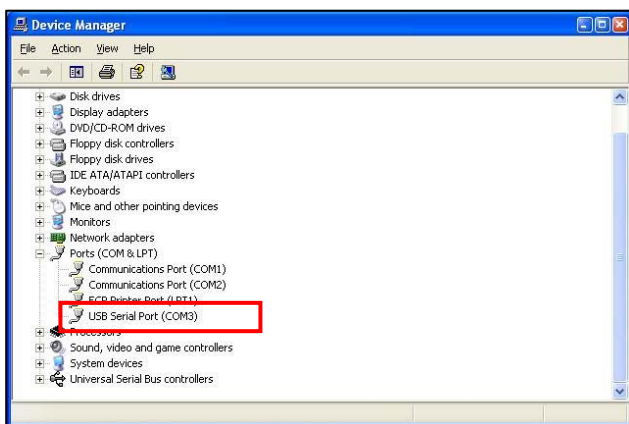 Device Manager
File Action View Help
Disk drives
Display adapters
DVD/CD-ROM drives
Floppy disk controllers
Floppy disk drives
IDE ATA/ATAPI controllers
Keyboards
Mice and other pointing devices
Monitors
Network adapters
Ports (COM & LPT)
Communications Port (COM1)
Communications Port (COM2)
ECP Printer Port (LPT1)
USB Serial Port (COM3)
Processors
Sound, video and game controllers
System devices
Universal Serial Bus controllers